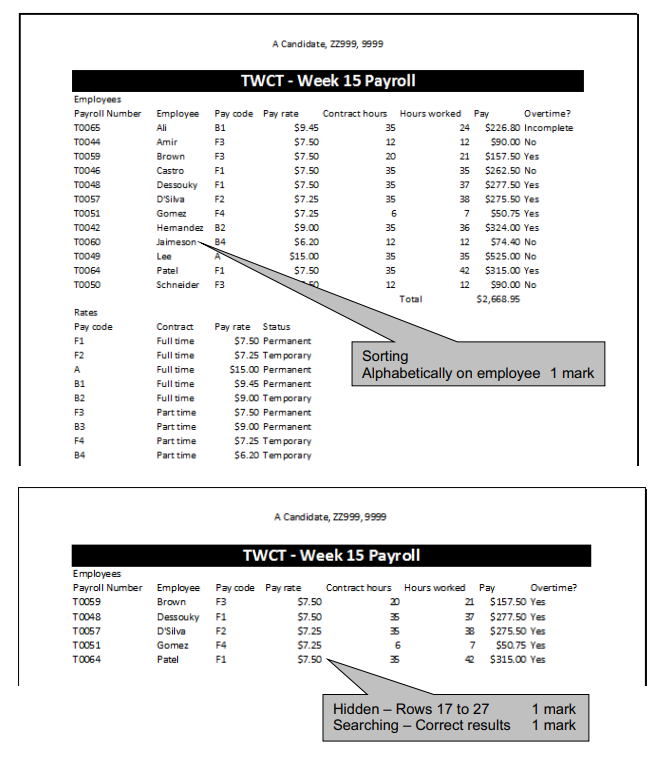 A Candidate, ZZ999, 9999
TWCT - Week 15 Payroll
Employees
Payroll Number Employee Pay code Pay rate Contract hours Hours worked Pay Overtime?
T0065 Ali B1 $9.45 35 24 $226.80 Incomplete
T0044 Amir F3 $7.50 12 12 $90.00 No
T0059 Brown F3 $7.50 20 21 $157.50 Yes
T0046 Castro F1 $7.50 35 35 $262.50 No
T0048 Dessouky F1 $7.50 35 37 $277.50 Yes
T0057 D'Silva F2 $7.25 35 38 $275.50 Yes
T0051 Gomez F4 $7.25 6 7 $50.75 Yes
T0042 Hernandez B2 $9.00 35 36 $324.00 Yes
T0060 Jaimeson B4 $6.20 12 12 $74.40 No
T0049 Lee A $15.00 35 35 $525.00 No
T0064 Patel F1 $7.50 35 42 $315.00 Yes
T0050 Schneider F3 12 12 $90.00 No
Total $2,668.95
Rates
Pay code Contract Pay rate Status
F1 Full time $7.50 Permanent
F2 Full time $7.25 Temporary
A Full time $15.00 Permanent
B1 Full time $9.45 Permanent
B2 Full time $9.00 Temporary
F3 Part time $7.50 Permanent
B3 Part time $9.00 Permanent
F4 Part time $7.25 Temporary
B4 Part time $6.20 Temporary
Sorting
Alphabetically on employee 1 mark
A Candidate, ZZ999, 9999
TWCT - Week 15 Payroll
Employees
Payroll Number Employee Pay code Pay rate Contract hours Hours worked Pay Overtime?
T0059 Brown F3 $7.50 20 21 $157.50 Yes
T0048 Dessouky F1 $7.50 35 37 $277.50 Yes
T0057 D'Silva F2 $7.25 35 38 $275.50 Yes
T0051 Gomez F4 $7.25 6 7 $50.75 Yes
T0064 Patel F1 $7.50 35 42 $315.00 Yes
Hidden – Rows 17 to 27 1 mark
Searching – Correct results 1 mark